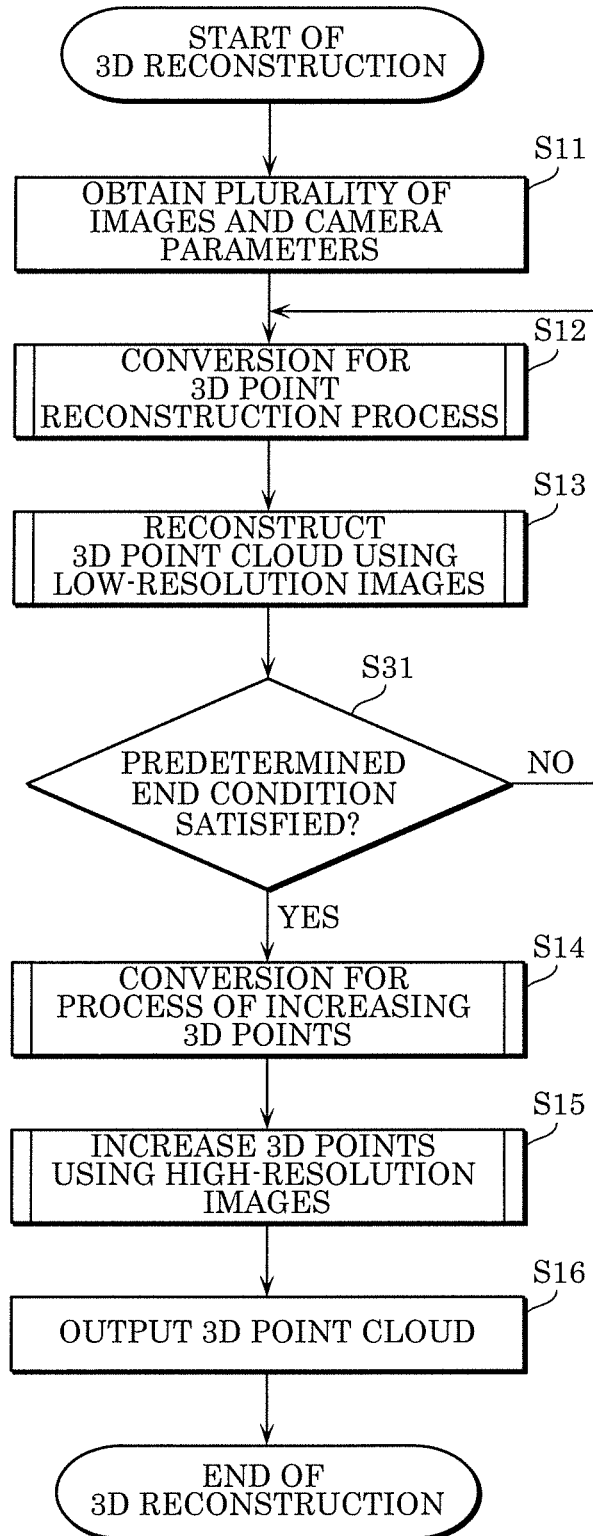 START OF
3D RECONSTRUCTION
S11
OBTAIN PLURALITY OF
IMAGES AND CAMERA
PARAMETERS
S12
CONVERSION FOR
3D POINT
RECONSTRUCTION PROCESS
S13
RECONSTRUCT
3D POINT CLOUD USING
LOW-RESOLUTION IMAGES
S31
PREDETERMINED
END CONDITION
SATISFIED?
NO
YES
S14
CONVERSION FOR
PROCESS OF INCREASING
3D POINTS
S15
INCREASE 3D POINTS
USING HIGH-RESOLUTION
IMAGES
S16
OUTPUT 3D POINT CLOUD
END OF
3D RECONSTRUCTION